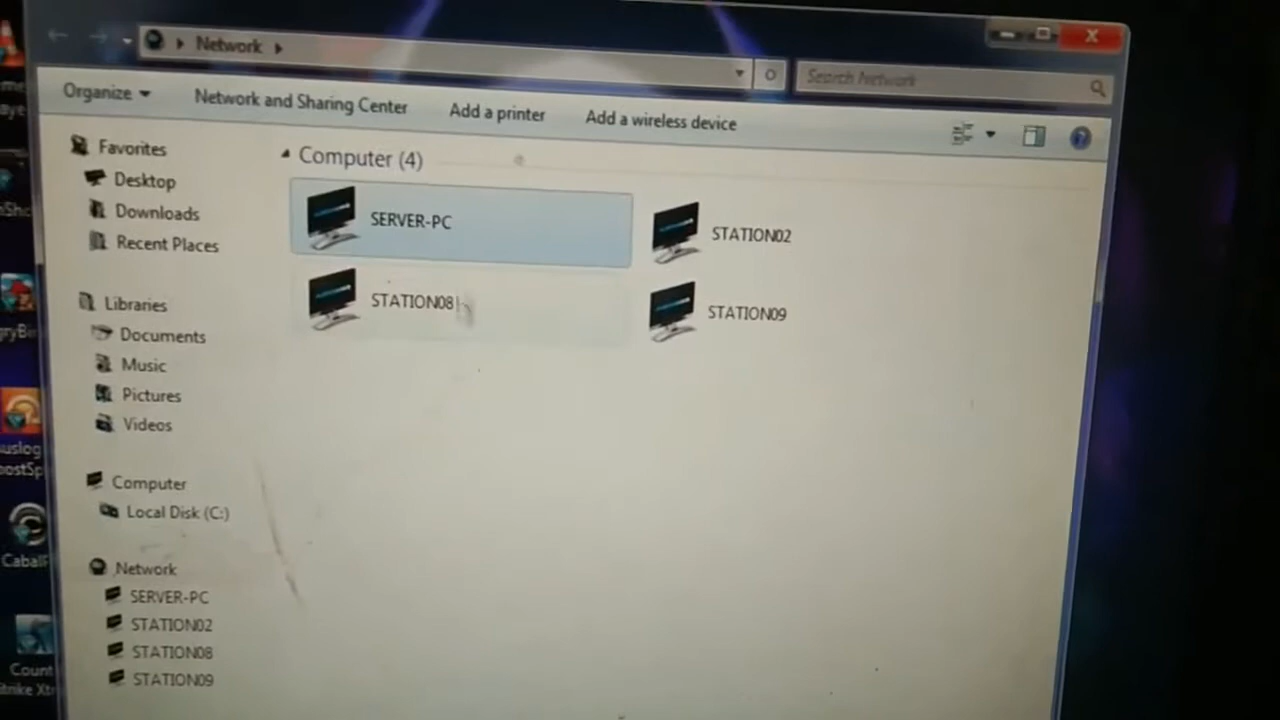 Network
Search Network
Organize
Network and Sharing Center
Add a printer
Add a wireless device
Favorites
Desktop
Downloads
Recent Places
Libraries
Documents
Music
Pictures
Videos
Computer
Local Disk (C:)
Network
SERVER-PC
STATION02
STATION08
STATION09
Computer (4)
SERVER-PC
STATION02
STATION08
STATION09